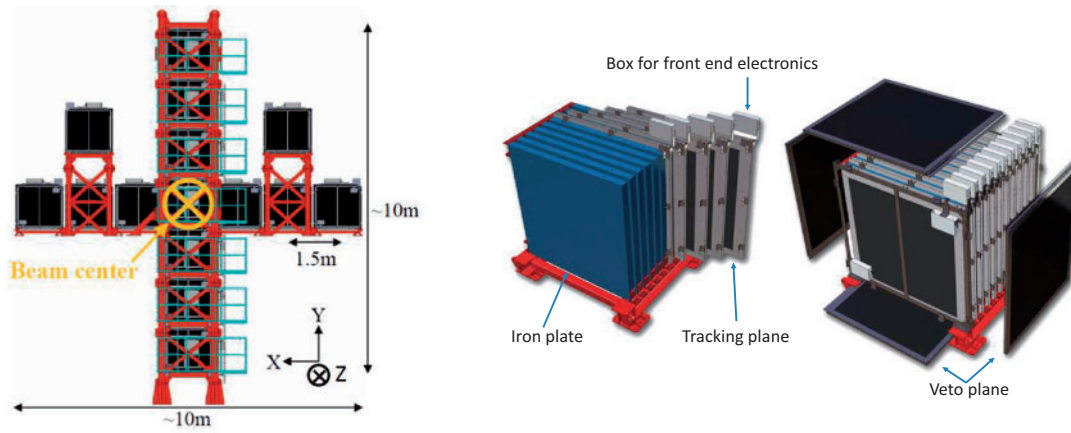 ~10m
Beam center
1.5m
Y
X
Z
~10m
Box for front end electronics
Iron plate
Tracking plane
Veto plane